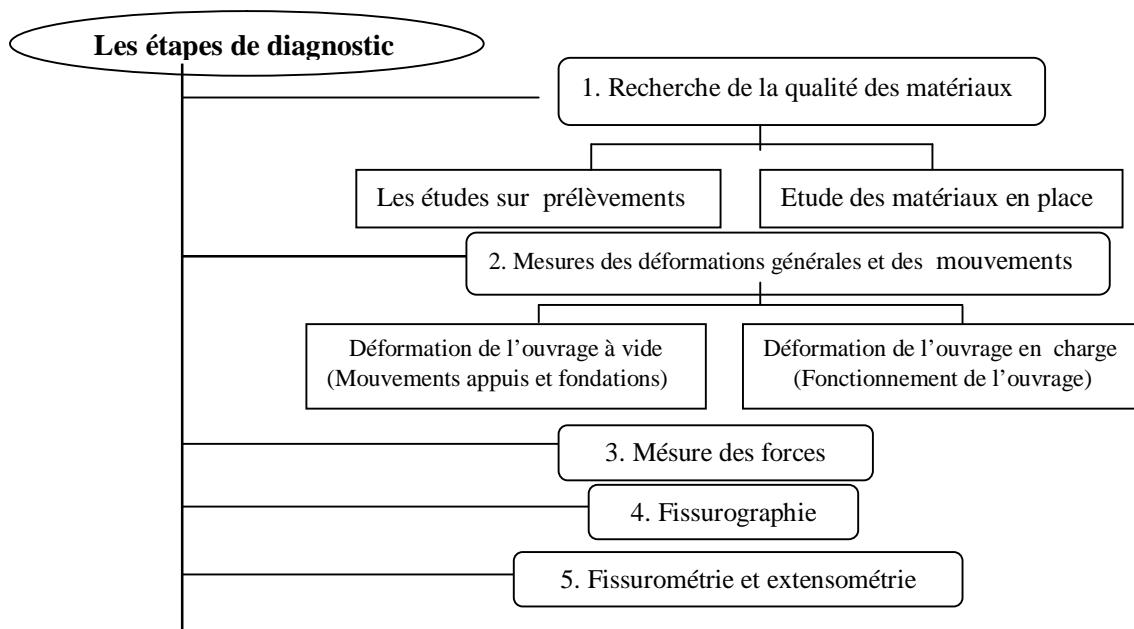 Les étapes de diagnostic
1. Recherche de la qualité des matériaux
Les études sur prélèvements
Etude des matériaux en place
2. Mesures des déformations générales et des mouvements
Déformation de l’ouvrage à vide
(Mouvements appuis et fondations)
Déformation de l’ouvrage en charge
(Fonctionnement de l’ouvrage)
3. Mésure des forces
4. Fissurographie
5. Fissurométrie et extensométrie